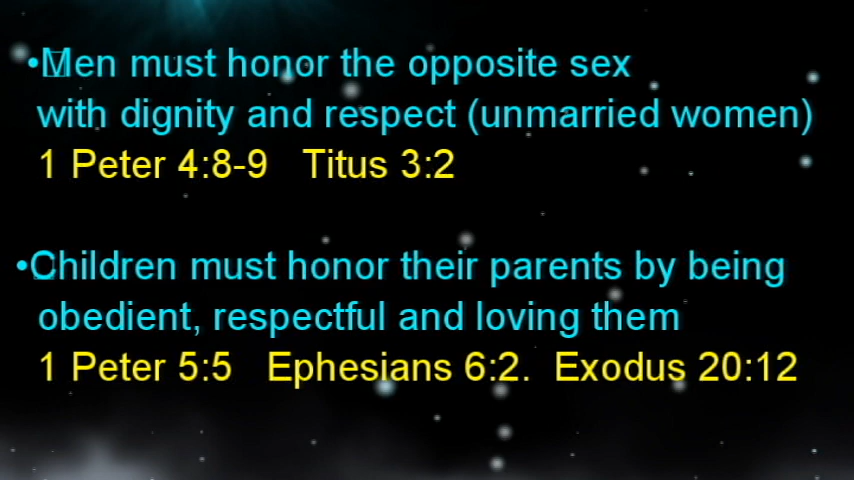 •Men must honor the opposite sex
with dignity and respect (unmarried women)
1 Peter 4:8-9 Titus 3:2
•Children must honor their parents by being
obedient, respectful and loving them
1 Peter 5:5 Ephesians 6:2. Exodus 20:12